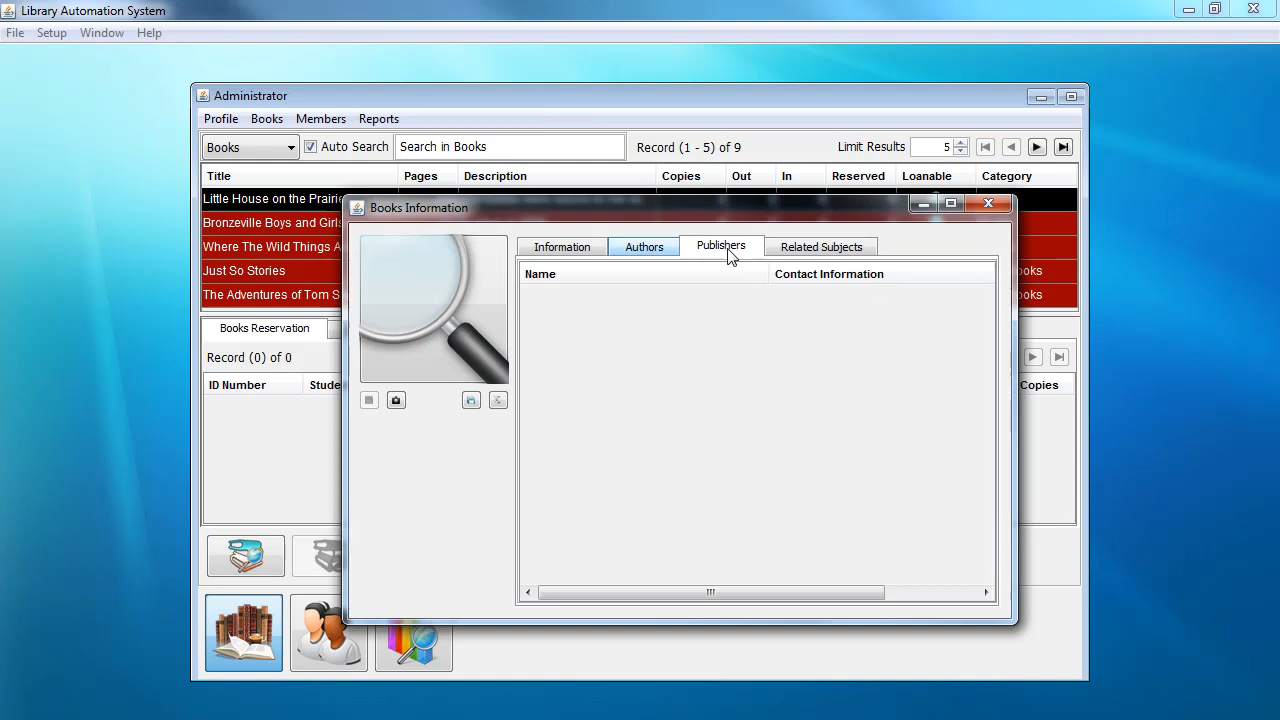 Library Automation System
File Setup Window Help
Administrator
Profile Books Members Reports
Books Auto Search Search in Books Record (1 - 5) of 9 Limit Results 5
Title Pages Description Copies Out In Reserved Loanable Category
Little House on the Prairie
Bronzeville Boys and Girls
Where The Wild Things A
Just So Stories ooks
The Adventures of Tom S ooks
Books Information
Information Authors Publishers Related Subjects
Name Contact Information
Books Reservation
Record (0) of 0
ID Number Stude Copies